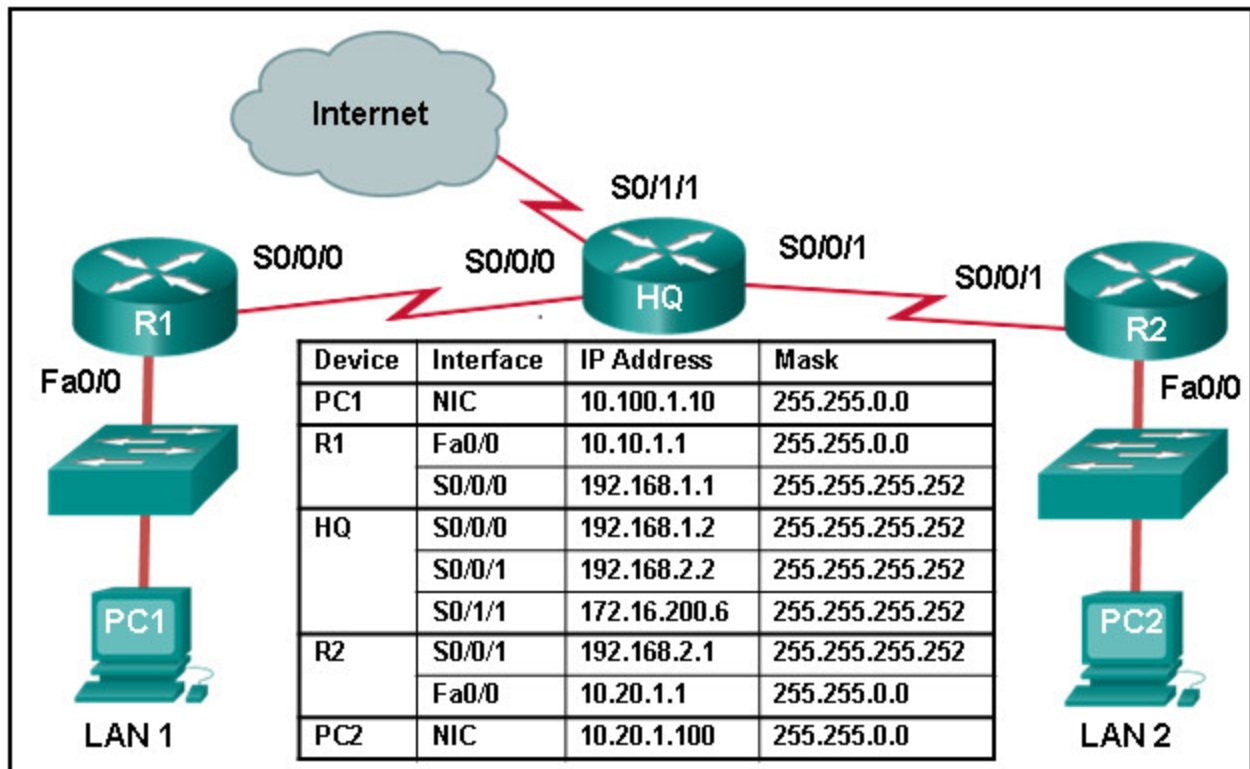 Internet
S0/1/1
S0/0/0
S0/0/0
S0/0/1
S0/0/1
R1
HQ
R2
Fa0/0
Fa0/0
Device Interface IP Address Mask
PC1 NIC 10.100.1.10 255.255.0.0
R1 Fa0/0 10.10.1.1 255.255.0.0
S0/0/0 192.168.1.1 255.255.255.252
HQ S0/0/0 192.168.1.2 255.255.255.252
S0/0/1 192.168.2.2 255.255.255.252
S0/1/1 172.16.200.6 255.255.255.252
R2 S0/0/1 192.168.2.1 255.255.255.252
Fa0/0 10.20.1.1 255.255.0.0
PC2 NIC 10.20.1.100 255.255.0.0
PC1
PC2
LAN 1
LAN 2